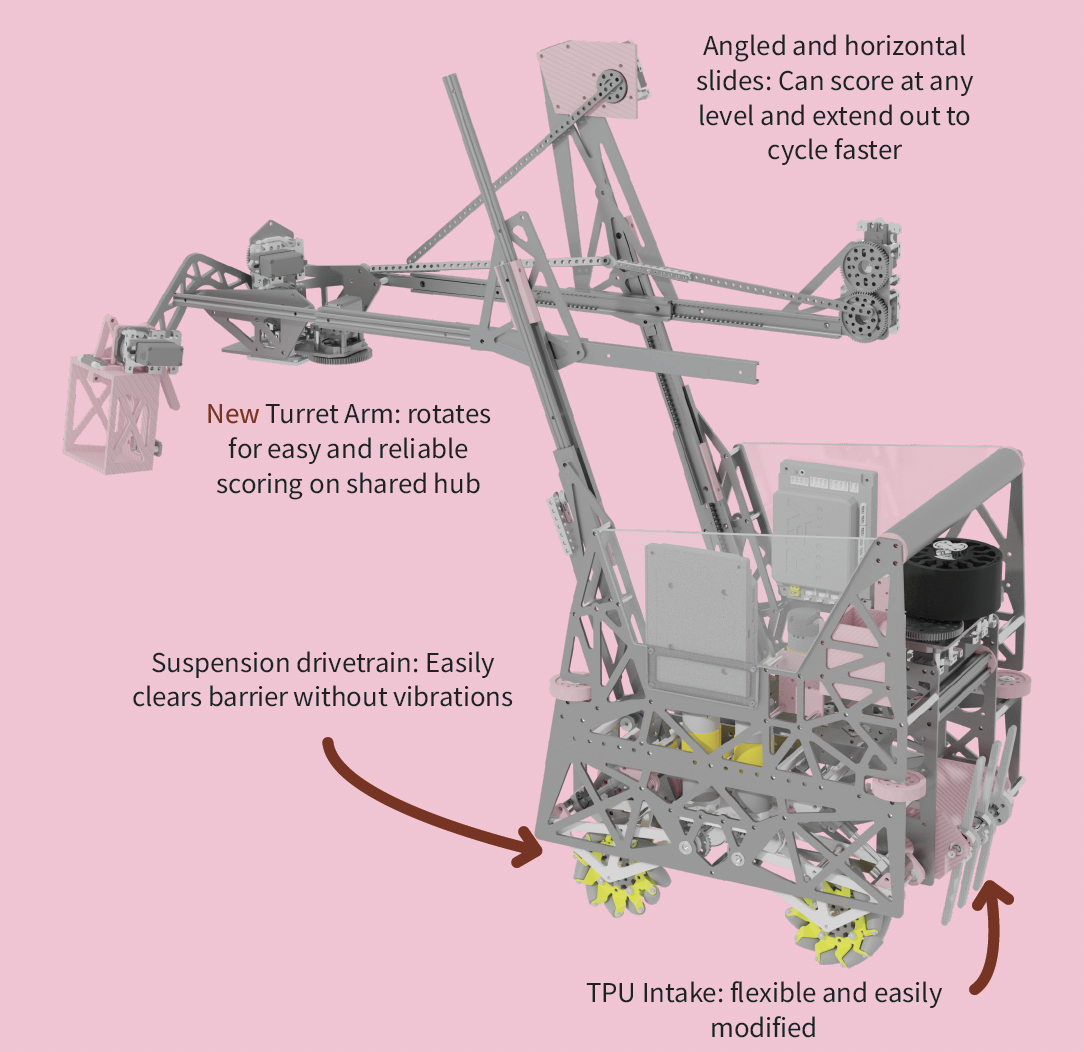 Angled and horizontal
slides: Can score at any
level and extend out to
cycle faster
New Turret Arm: rotates
for easy and reliable
scoring on shared hub
Suspension drivetrain: Easily
clears barrier without vibrations
TPU Intake: flexible and easily
modified